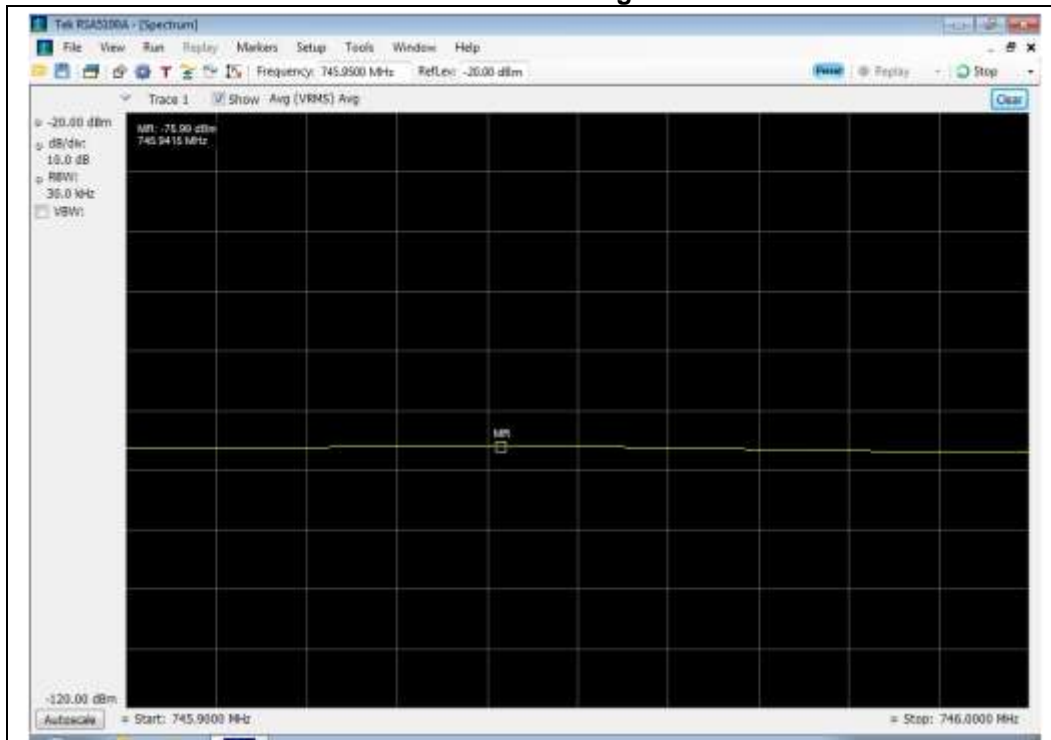 Tek RSA5100A - [Spectrum]
File View Run Replay Markers Setup Tools Window Help
Frequency: 745.9500 MHz RefLev: -20.00 dBm
Replay Stop
Trace 1 Show Avg (VRMS) Avg
Clear
-20.00 dBm
dB/div:
10.0 dB
RBW:
30.0 kHz
VBW:
MR: -75.90 dBm
745.9415 MHz
MR
-120.00 dBm
Autoscale
Start: 745.9000 MHz
Stop: 746.0000 MHz